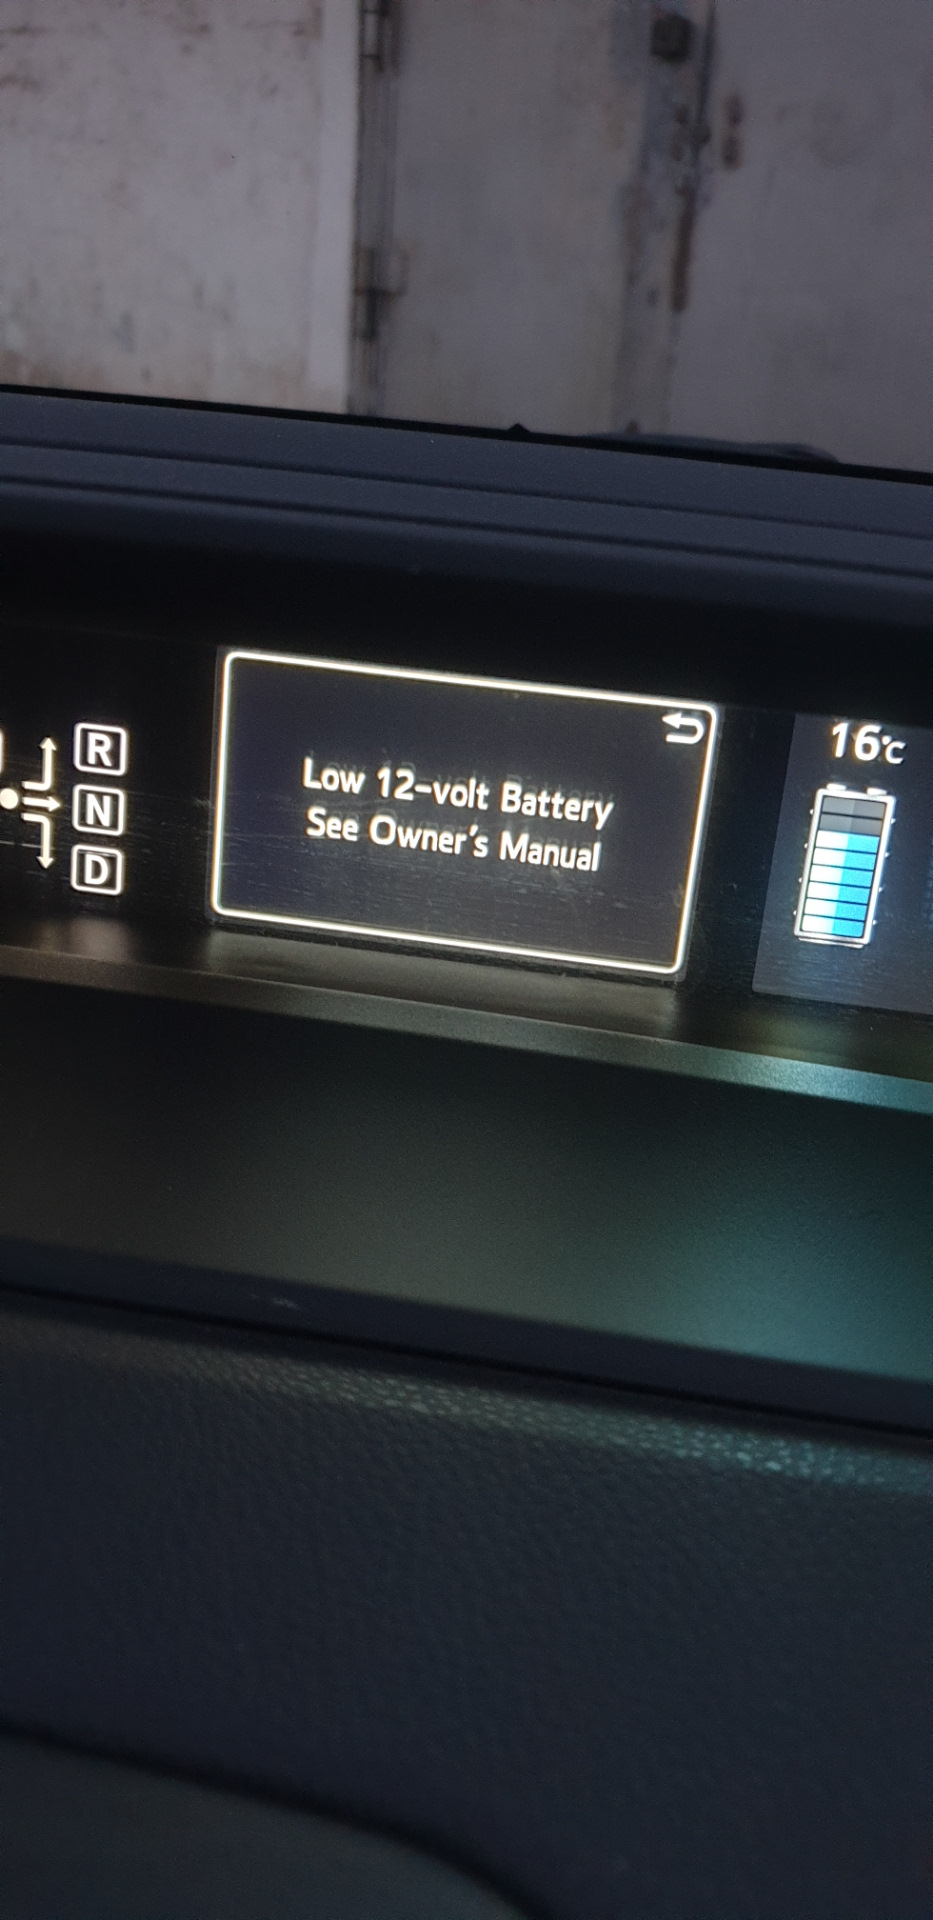 R
N
D
Low 12-volt Battery
See Owner's Manual
16°C